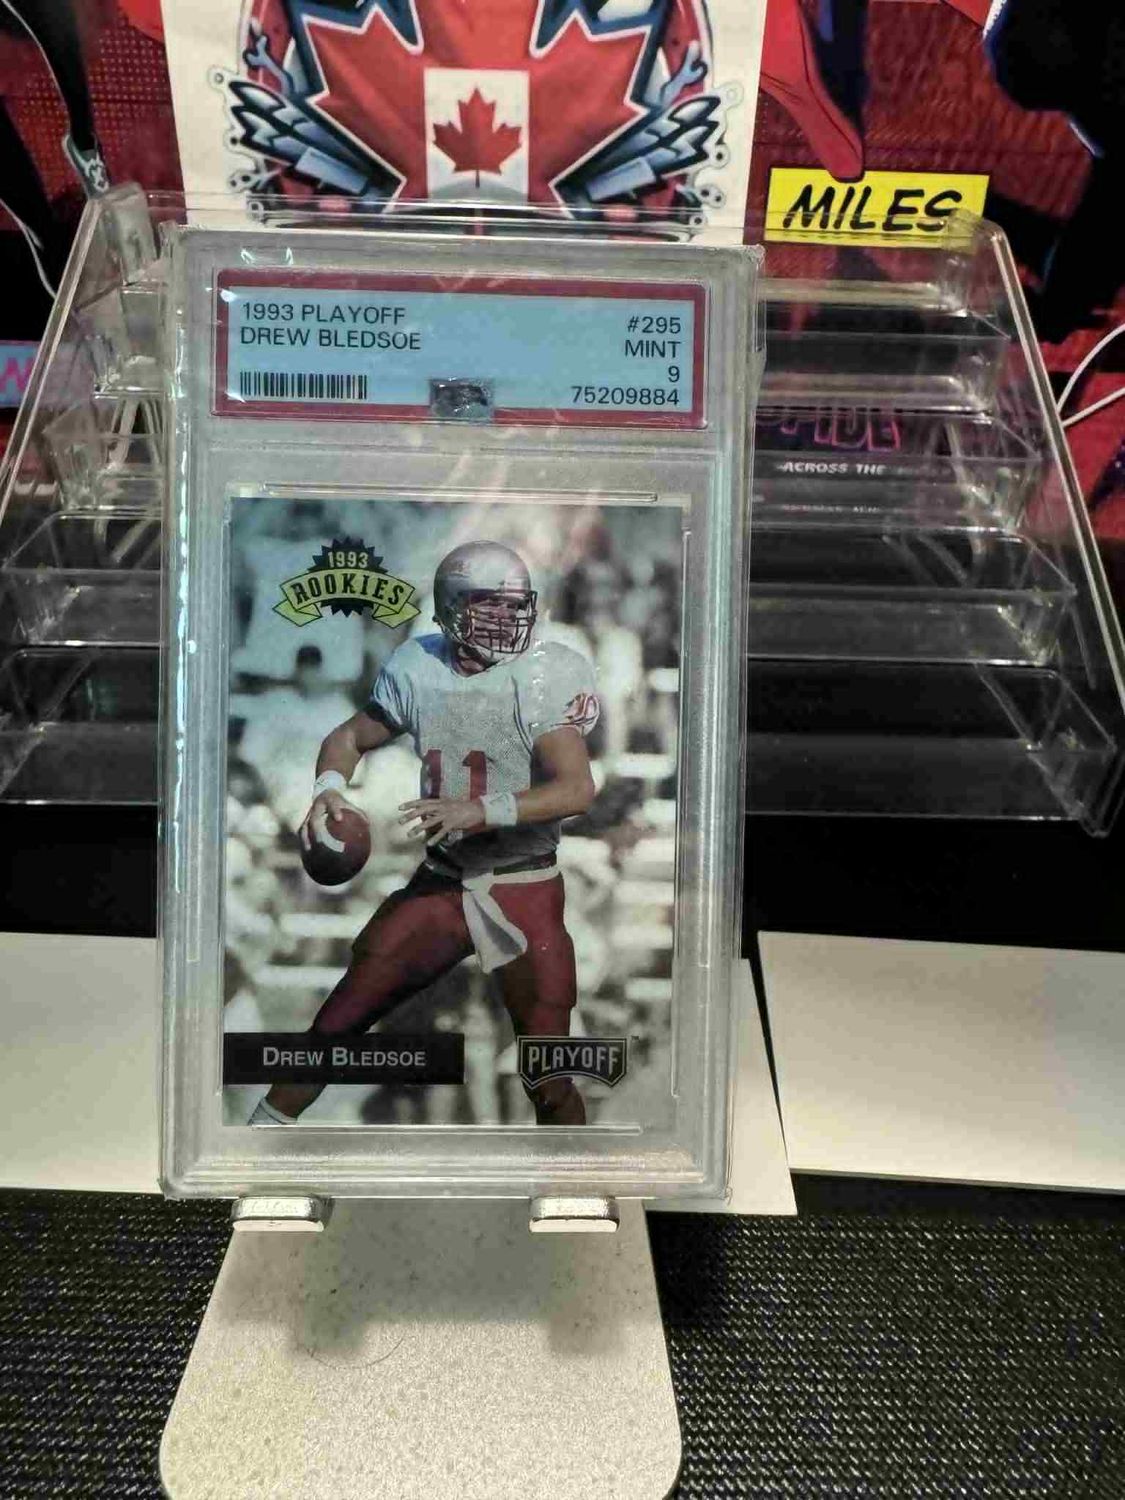 MILES
1993 PLAYOFF
DREW BLEDSOE
#295
MINT
9
75209884
ACROSS THE
1993
ROOKIES
11
DREW BLEDSOE
PLAYOFF